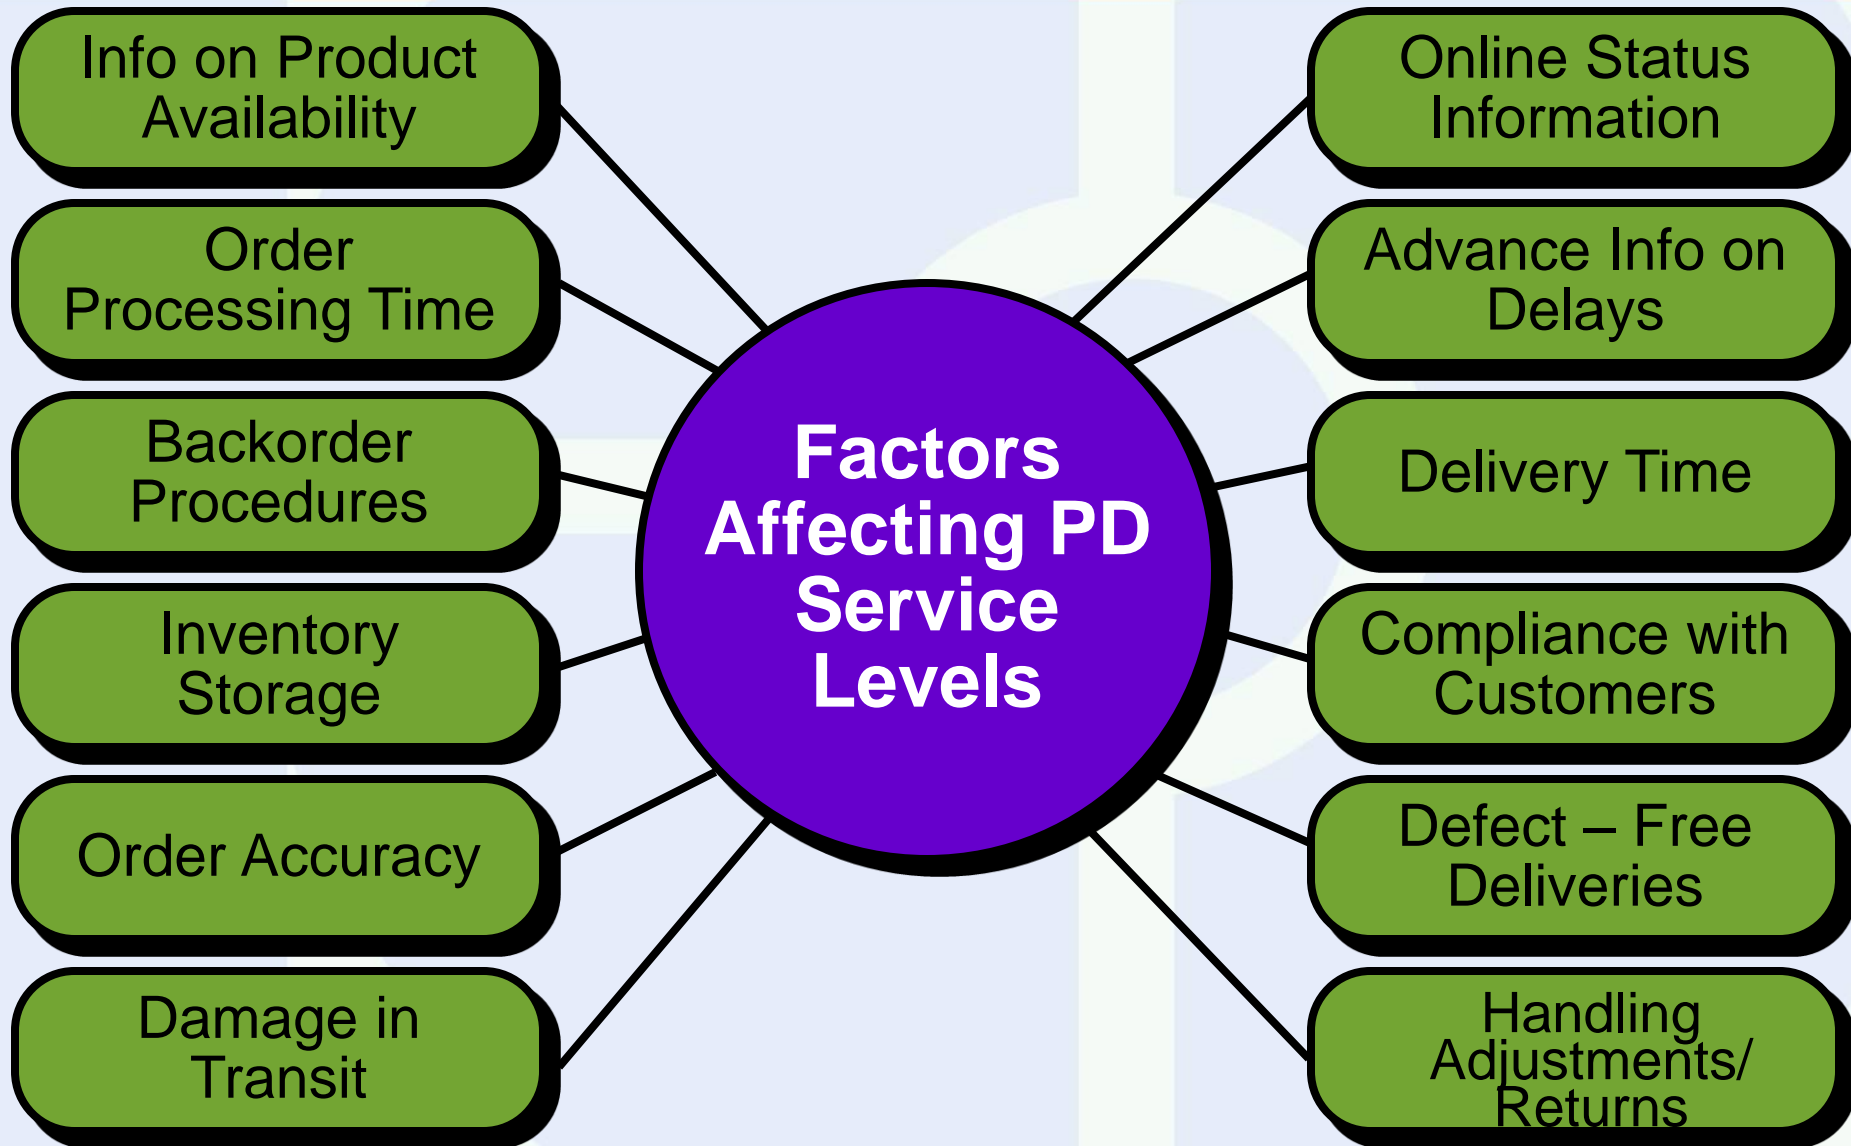 Info on Product
Availability
Order
Processing Time
Backorder
Procedures
Inventory
Storage
Order Accuracy
Damage in
Transit
Factors
Affecting PD
Service
Levels
Online Status
Information
Advance Info on
Delays
Delivery Time
Compliance with
Customers
Defect – Free
Deliveries
Handling
Adjustments/
Returns